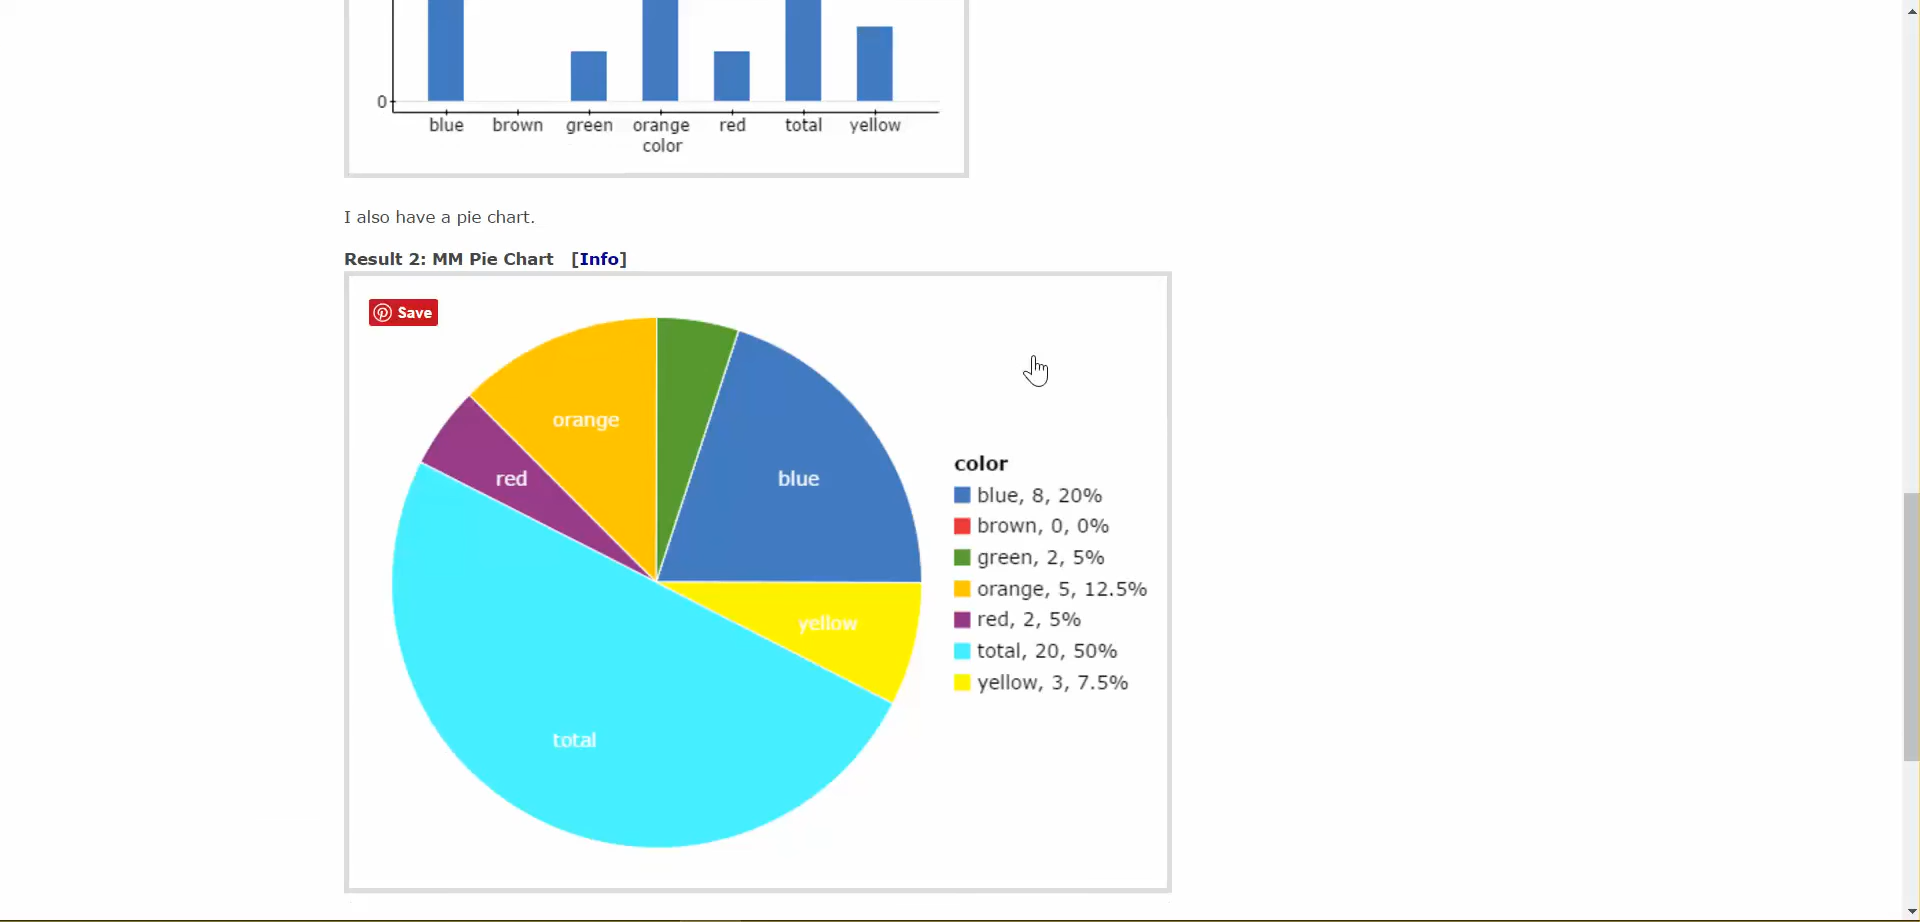 0
blue brown green orange red total yellow
color
I also have a pie chart.
Result 2: MM Pie Chart [Info]
Save
orange
red
blue
yellow
total
color
blue, 8, 20%
brown, 0, 0%
green, 2, 5%
orange, 5, 12.5%
red, 2, 5%
total, 20, 50%
yellow, 3, 7.5%